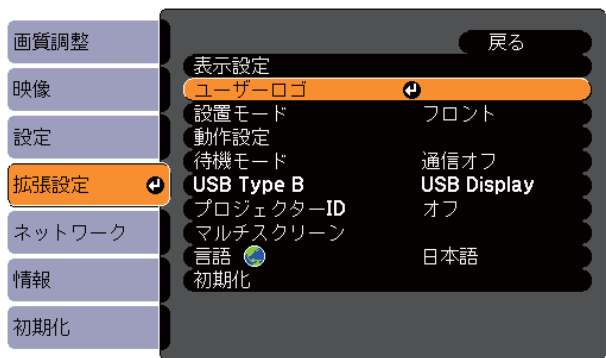 画質調整
映像
設定
拡張設定
ネットワーク
情報
初期化
戻る
表示設定
ユーザーロゴ
設置モード フロント
動作設定
待機モード 通信オフ
USB Type B USB Display
プロジェクターID オフ
マルチスクリーン
言語 日本語
初期化